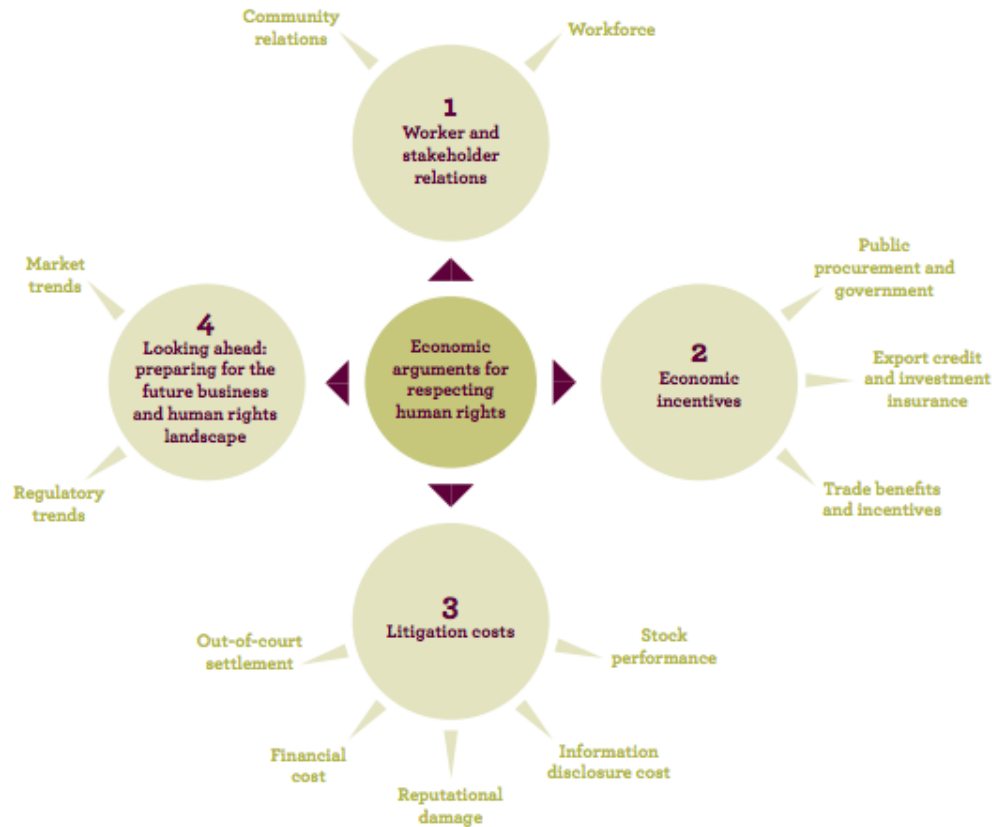 Community
relations
Workforce
1
Worker and
stakeholder
relations
Market
trends
4
Looking ahead:
preparing for the
future business
and human rights
landscape
Regulatory
trends
Economic
arguments for
respecting
human rights
2
Economic
incentives
Public
procurement and
government
Export credit
and investment
insurance
Trade benefits
and incentives
3
Litigation costs
Out-of-court
settlement
Financial
cost
Reputational
damage
Information
disclosure cost
Stock
performance